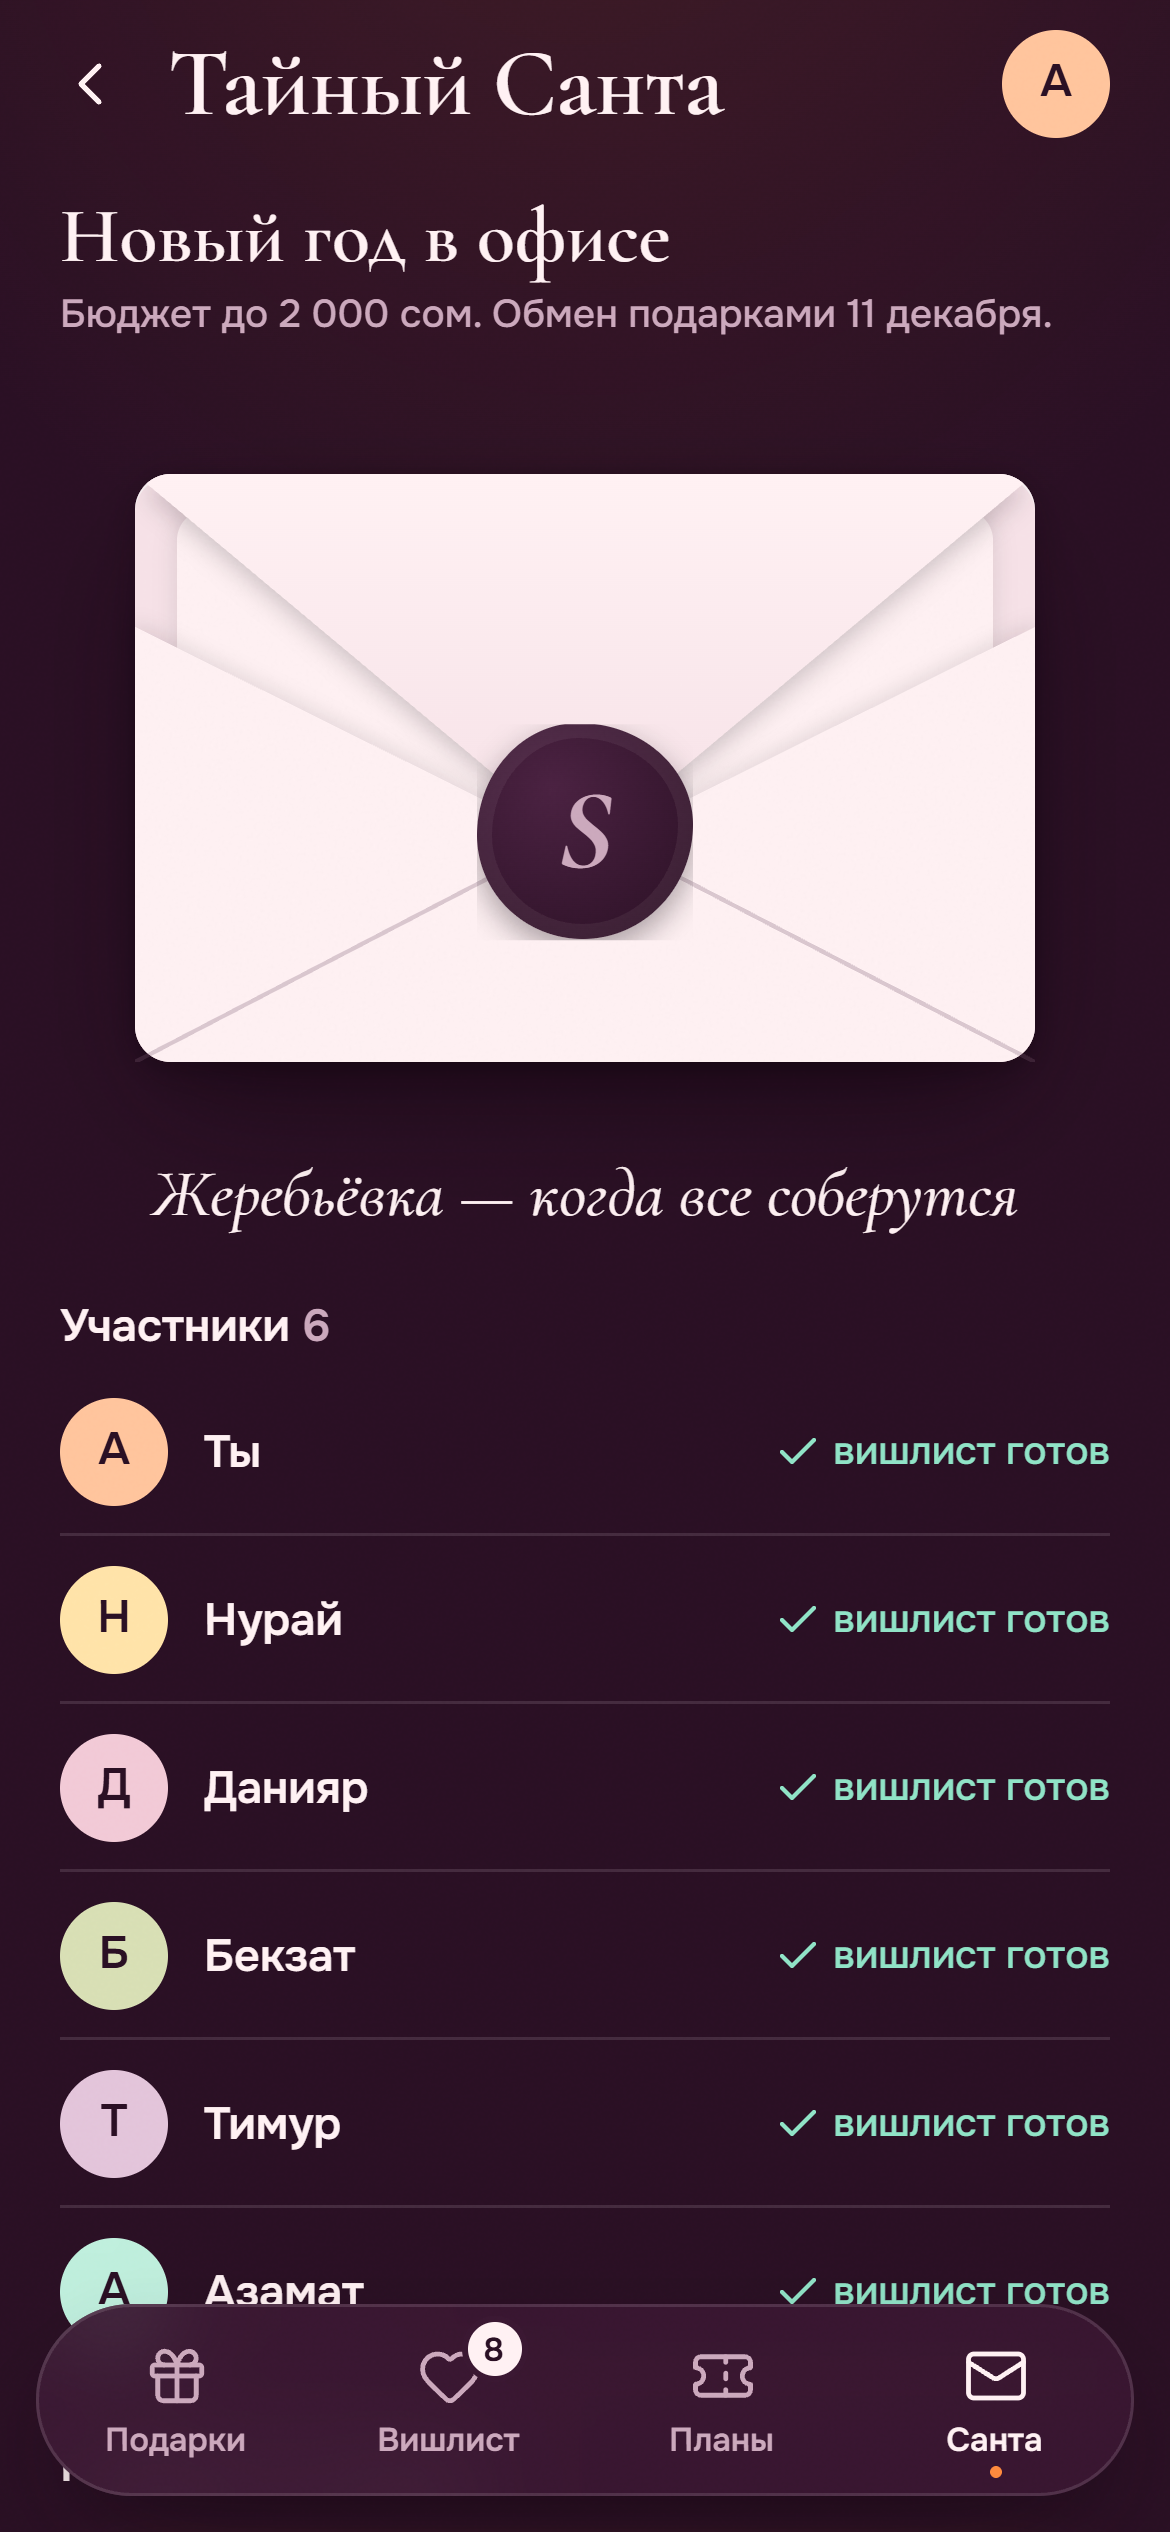 Тайный Санта
А
Новый год в офисе
Бюджет до 2 000 сом. Обмен подарками 11 декабря.
S
Жеребьёвка — когда все соберутся
Участники 6
А Ты вишлист готов
Н Нурай вишлист готов
Д Данияр вишлист готов
Б Бекзат вишлист готов
Т Тимур вишлист готов
А Азамат вишлист готов
8
Подарки Вишлист Планы Санта